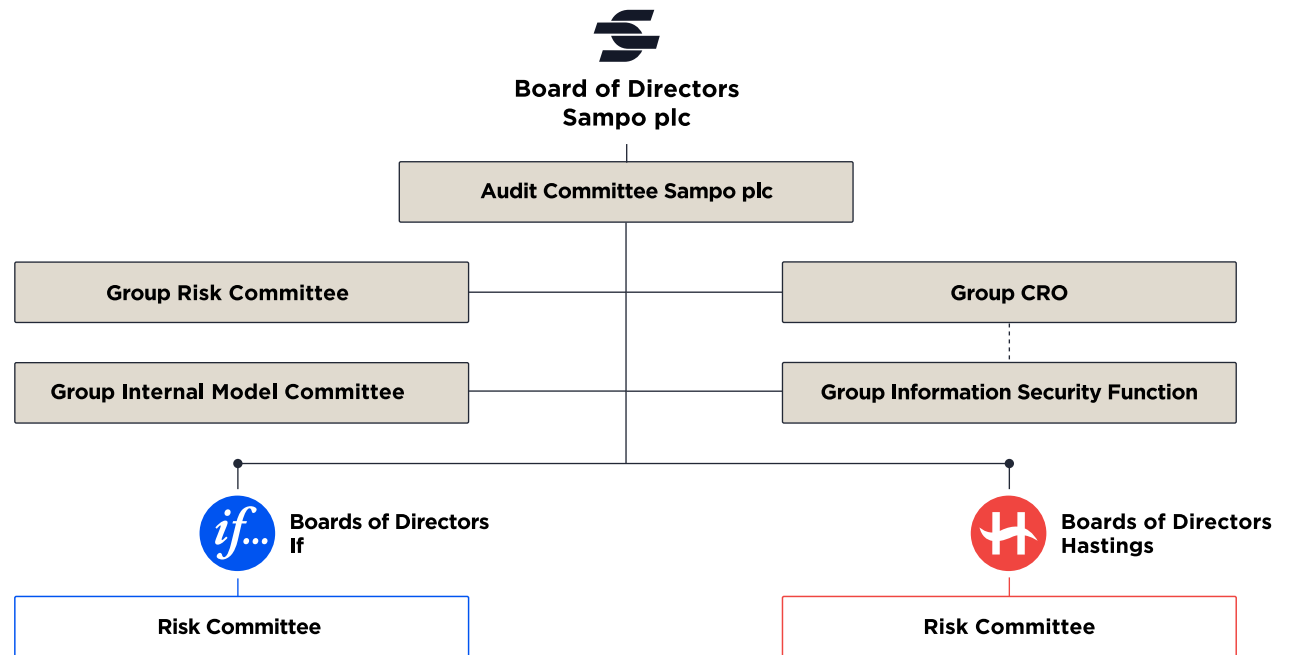 Board of Directors
Sampo plc
Audit Committee Sampo plc
Group Risk Committee
Group CRO
Group Internal Model Committee
Group Information Security Function
if...
Boards of Directors
If
H
Boards of Directors
Hastings
Risk Committee
Risk Committee